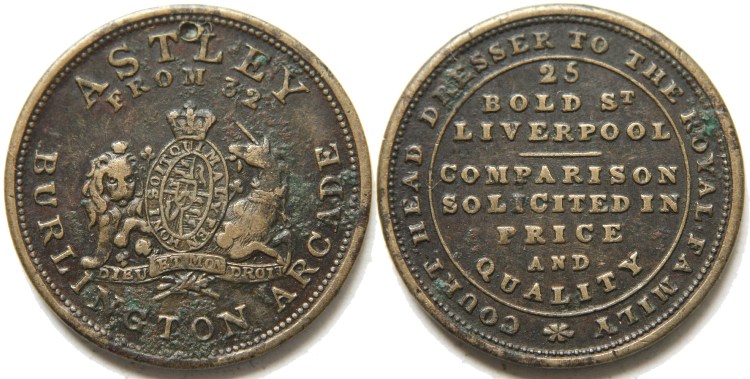 ASTLEY
FROM 32
BURLINGTON ARCADE
HONI SOIT QUI MAL Y PEN
DIEU ET MON DROIT
COURT HEAD DRESSER TO THE ROYAL FAMILY
25
BOLD ST
LIVERPOOL
COMPARISON
SOLICITED IN
PRICE
AND
QUALITY